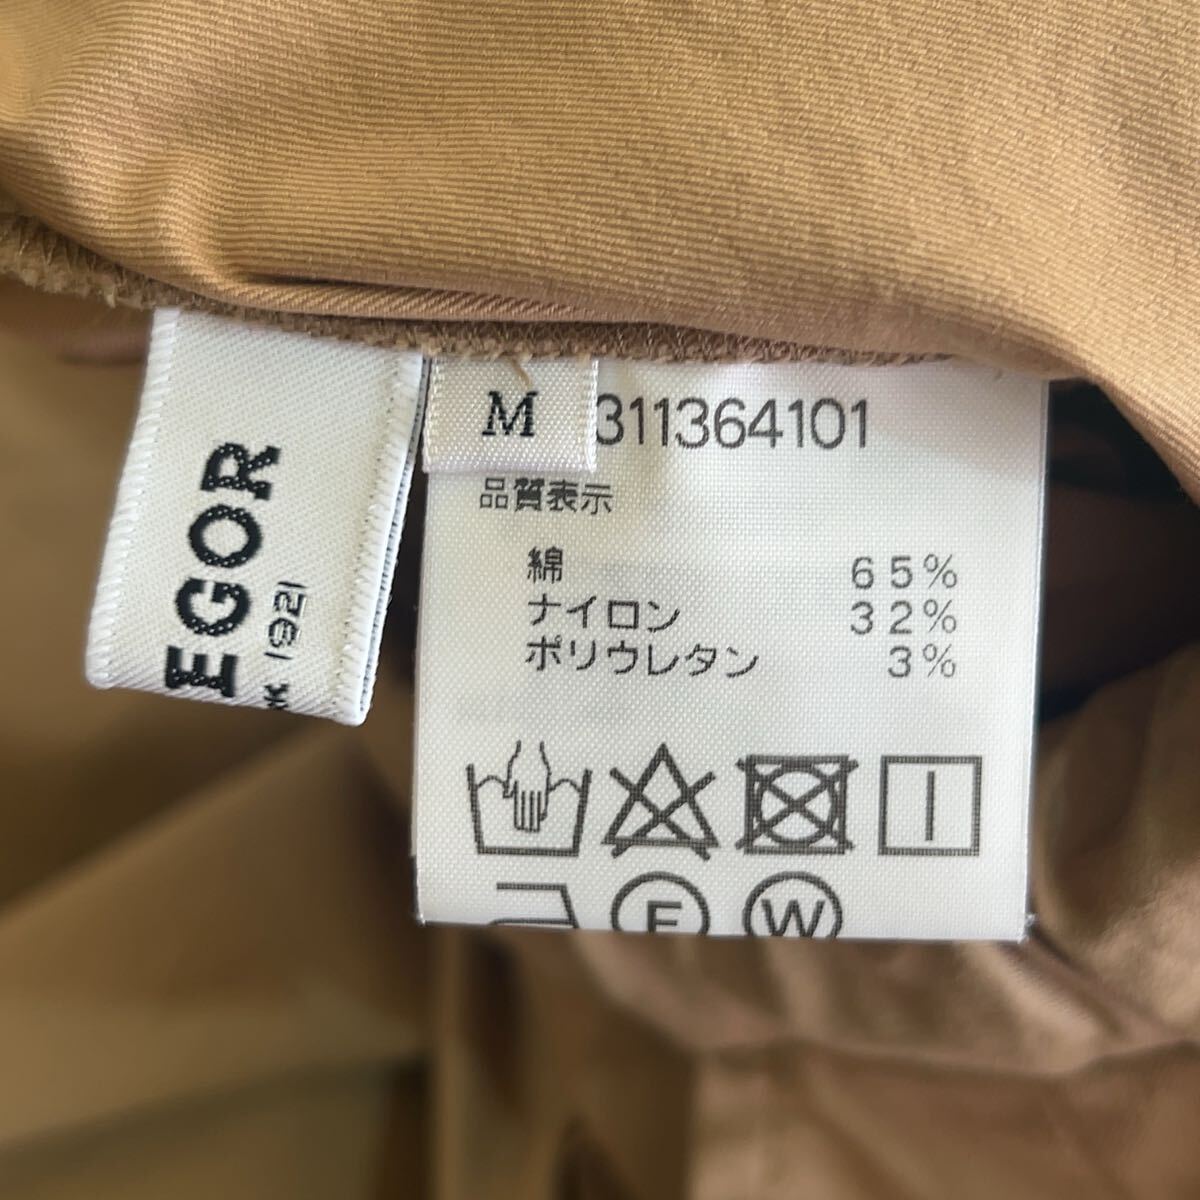 EGOR
1921
M
311364101
品質表示
綿 65%
ナイロン 32%
ポリウレタン 3%
F W